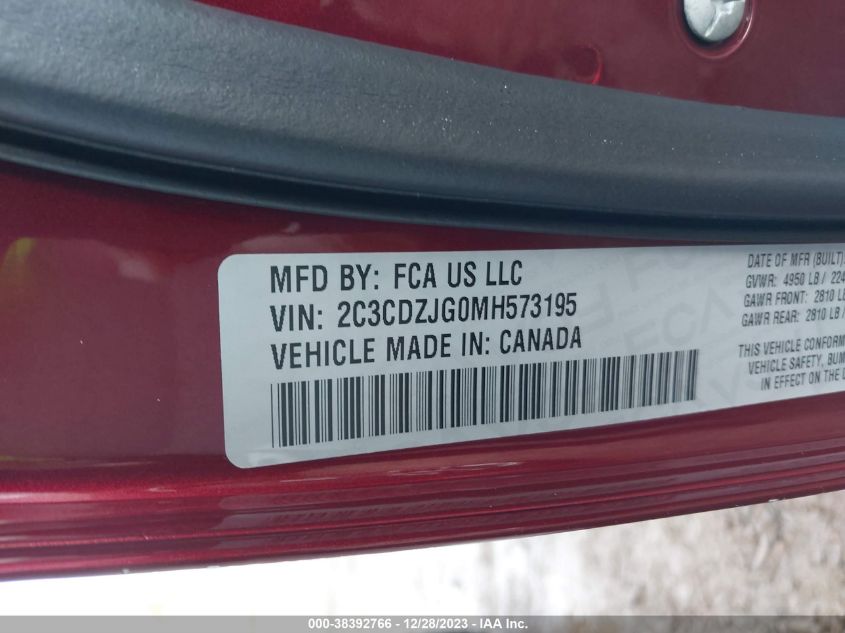 MFD BY: FCA US LLC
VIN: 2C3CDZJG0MH573195
VEHICLE MADE IN: CANADA
DATE OF MFR (BUILT)
GVWR: 4950 LB / 224
GAWR FRONT: 2810 LB
GAWR REAR: 2810 LB /
THIS VEHICLE CONFORM
VEHICLE SAFETY, BUM
IN EFFECT ON THE
000-38392766 - 12/28/2023 - IAA Inc.